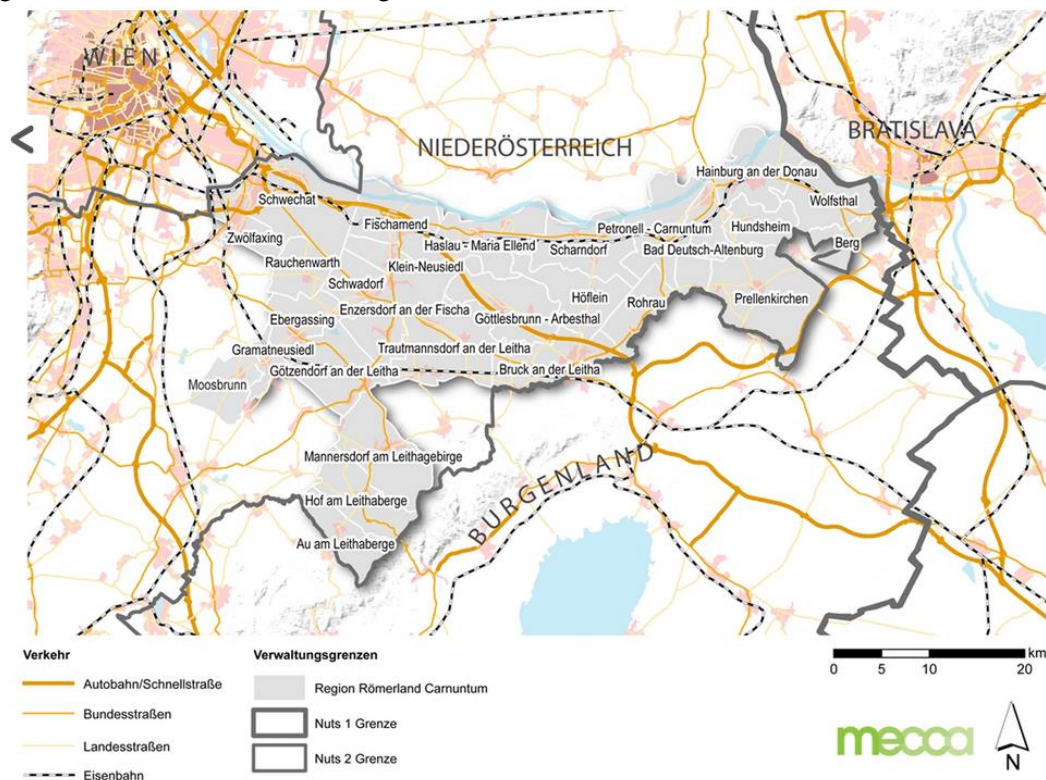 WIEN
NIEDERÖSTERREICH
BRATISLAVA
Hainburg an der Donau
Wolfsthal
Schwechat
Fischamend
Petronell - Carnuntum
Hundsheim
Zwölfaxing
Haslau - Maria Ellend
Scharndorf
Bad Deutsch-Altenburg
Berg
Rauchenwarth
Klein-Neusiedl
Schwadorf
Höflein
Rohrau
Prellenkirchen
Enzersdorf an der Fischa
Göttlesbrunn - Arbesthal
Ebergassing
Gramatneusiedl
Trautmannsdorf an der Leitha
Moosbrunn
Götzendorf an der Leitha
Bruck an der Leitha
Mannersdorf am Leithagebirge
BURGENLAND
Hof am Leithaberge
Au am Leithaberge
Verkehr
Autobahn/Schnellstraße
Bundesstraßen
Landesstraßen
Eisenbahn
Verwaltungsgrenzen
Region Römerland Carnuntum
Nuts 1 Grenze
Nuts 2 Grenze
km
0 5 10 20
mecca
N